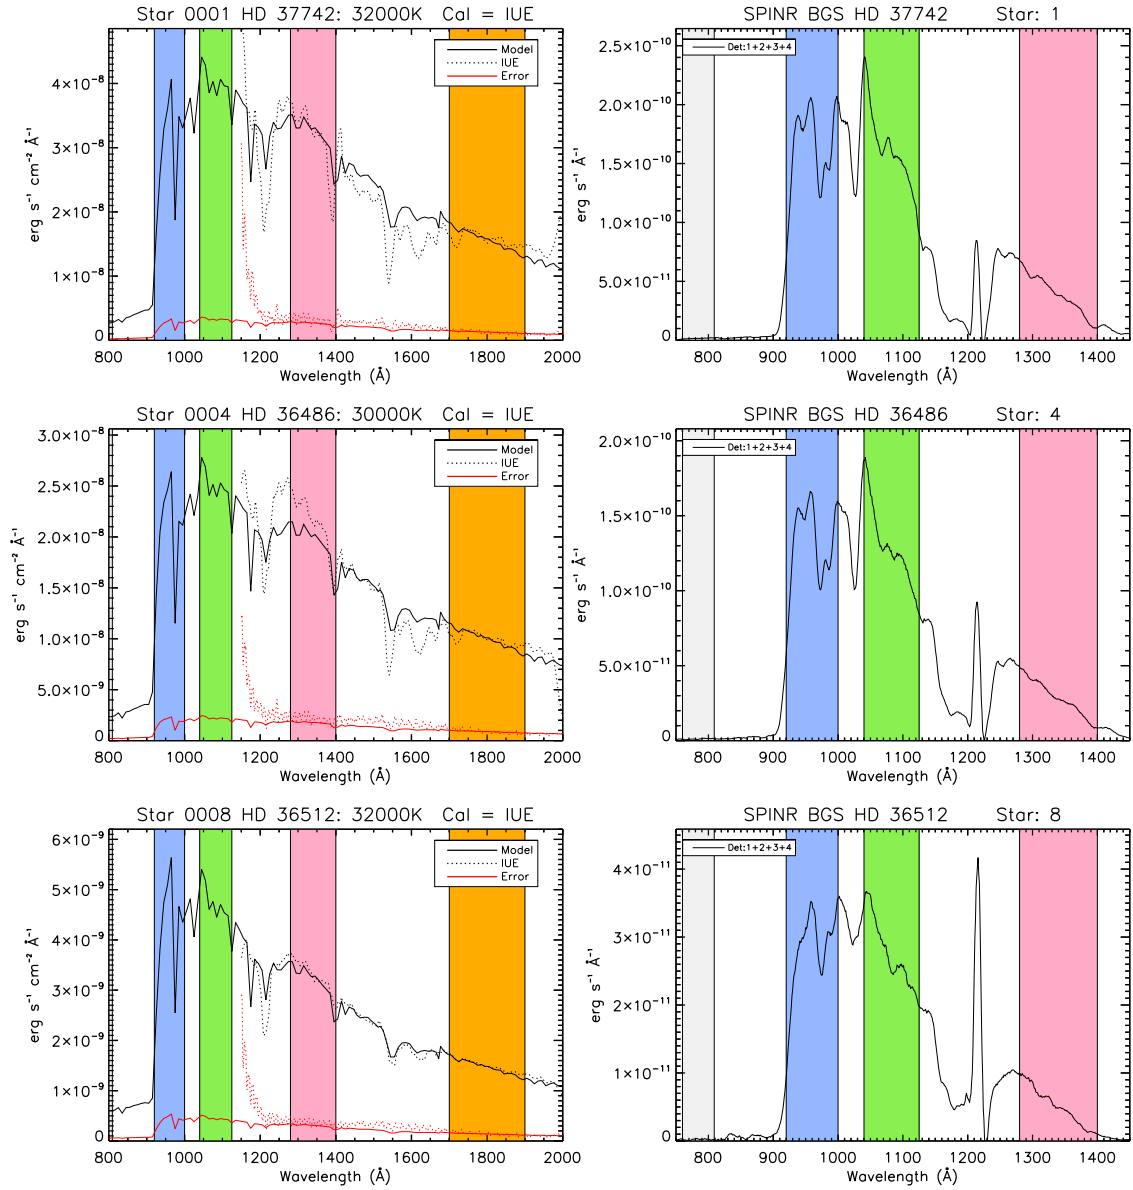 Star 0001 HD 37742: 32000K Cal = IUE
SPINR BGS HD 37742 Star: 1
Model
IUE
Error
Det:1+2+3+4
erg s⁻¹ cm⁻² Å⁻¹
4×10⁻⁸
3×10⁻⁸
2×10⁻⁸
1×10⁻⁸
0
800 1000 1200 1400 1600 1800 2000
Wavelength (Å)
erg s⁻¹ Å⁻¹
2.5×10⁻¹⁰
2.0×10⁻¹⁰
1.5×10⁻¹⁰
1.0×10⁻¹⁰
5.0×10⁻¹¹
0
800 900 1000 1100 1200 1300 1400
Wavelength (Å)
Star 0004 HD 36486: 30000K Cal = IUE
SPINR BGS HD 36486 Star: 4
Model
IUE
Error
Det:1+2+3+4
erg s⁻¹ cm⁻² Å⁻¹
3.0×10⁻⁸
2.5×10⁻⁸
2.0×10⁻⁸
1.5×10⁻⁸
1.0×10⁻⁸
5.0×10⁻⁹
0
800 1000 1200 1400 1600 1800 2000
Wavelength (Å)
erg s⁻¹ Å⁻¹
2.0×10⁻¹⁰
1.5×10⁻¹⁰
1.0×10⁻¹⁰
5.0×10⁻¹¹
0
800 900 1000 1100 1200 1300 1400
Wavelength (Å)
Star 0008 HD 36512: 32000K Cal = IUE
SPINR BGS HD 36512 Star: 8
Model
IUE
Error
Det:1+2+3+4
erg s⁻¹ cm⁻² Å⁻¹
6×10⁻⁹
5×10⁻⁹
4×10⁻⁹
3×10⁻⁹
2×10⁻⁹
1×10⁻⁹
0
800 1000 1200 1400 1600 1800 2000
Wavelength (Å)
erg s⁻¹ Å⁻¹
4×10⁻¹¹
3×10⁻¹¹
2×10⁻¹¹
1×10⁻¹¹
0
800 900 1000 1100 1200 1300 1400
Wavelength (Å)